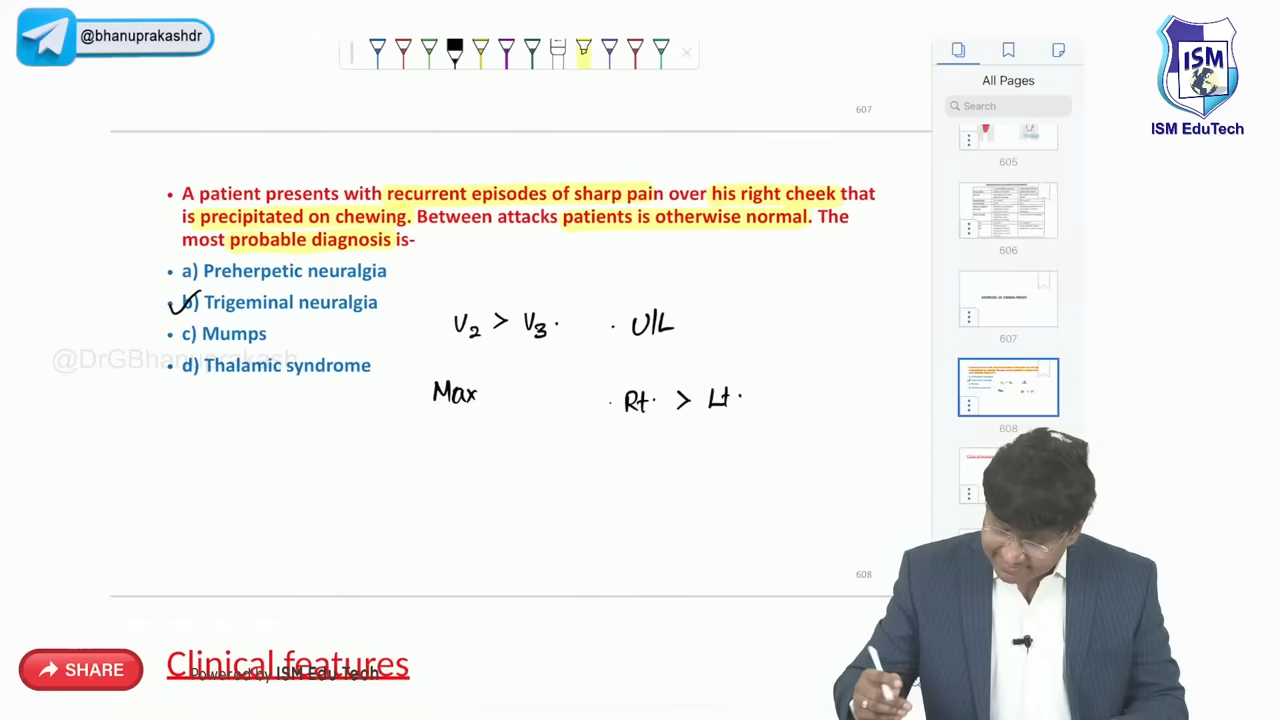 @bhanuprakashdr
All Pages
Search
605
606
607
608
ISM
ISM EduTech
607
• A patient presents with recurrent episodes of sharp pain over his right cheek that
is precipitated on chewing. Between attacks patients is otherwise normal. The
most probable diagnosis is-
• a) Preherpetic neuralgia
• b) Trigeminal neuralgia
• c) Mumps
• d) Thalamic syndrome
@DrGBhanuprakash
V2 > V3. . U/L
Max . Rt. > Lt.
608
SHARE
Clinical features
• Powered by ISM Edu Tech